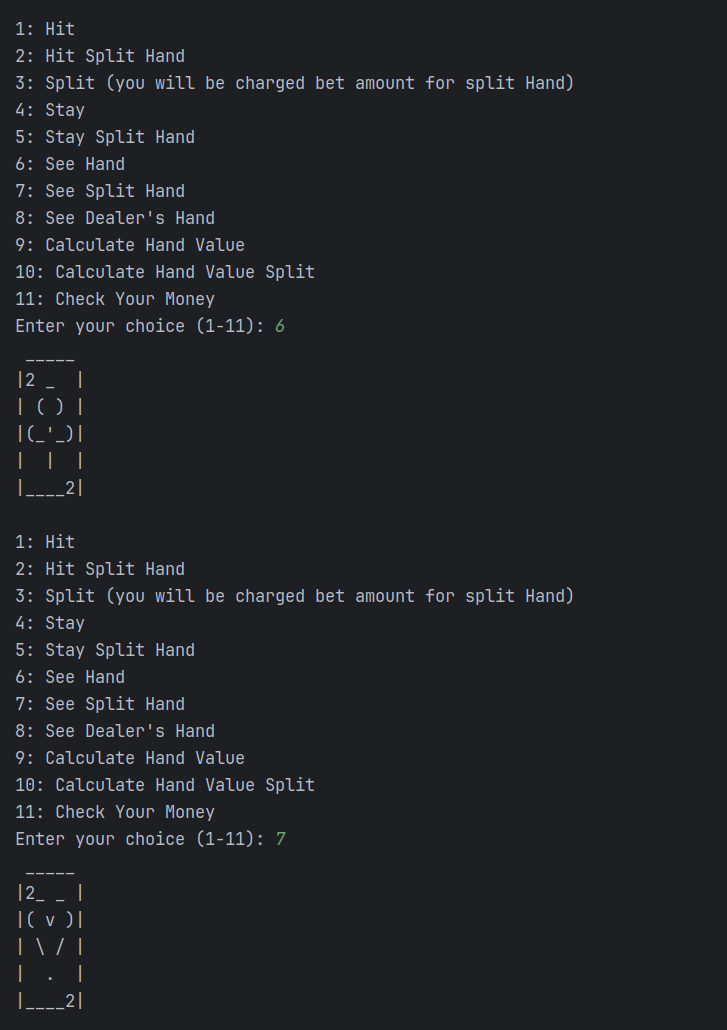 1: Hit
2: Hit Split Hand
3: Split (you will be charged bet amount for split Hand)
4: Stay
5: Stay Split Hand
6: See Hand
7: See Split Hand
8: See Dealer's Hand
9: Calculate Hand Value
10: Calculate Hand Value Split
11: Check Your Money
Enter your choice (1-11): 6
 _____
|2 _  |
| ( ) |
|(_'_)|
|  |  |
|____2|

1: Hit
2: Hit Split Hand
3: Split (you will be charged bet amount for split Hand)
4: Stay
5: Stay Split Hand
6: See Hand
7: See Split Hand
8: See Dealer's Hand
9: Calculate Hand Value
10: Calculate Hand Value Split
11: Check Your Money
Enter your choice (1-11): 7
 _____
|2_ _ |
|( v )|
| \ / |
|  .  |
|____2|